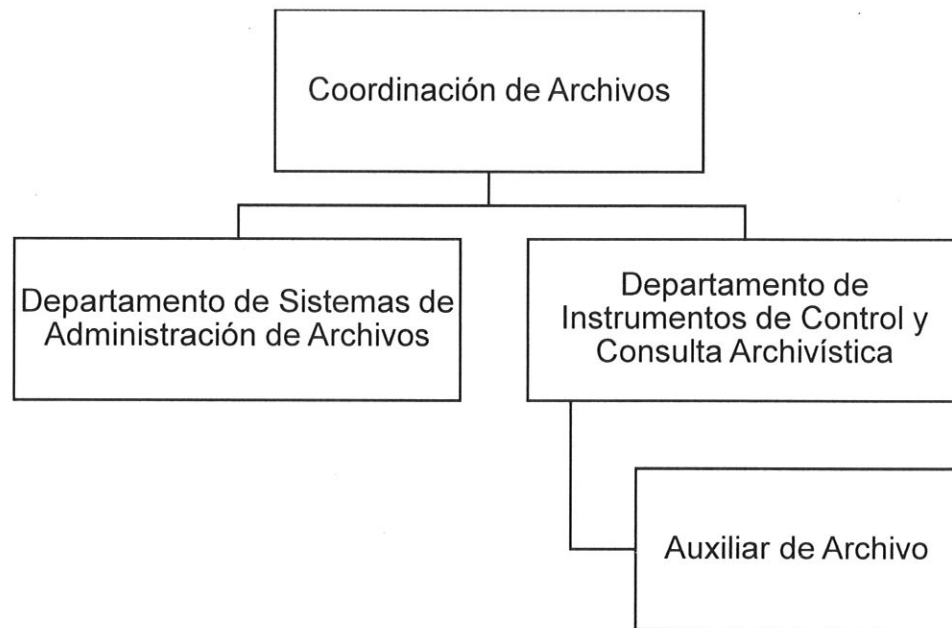 Coordinación de Archivos
Departamento de Sistemas de
Administración de Archivos
Departamento de
Instrumentos de Control y
Consulta Archivística
Auxiliar de Archivo